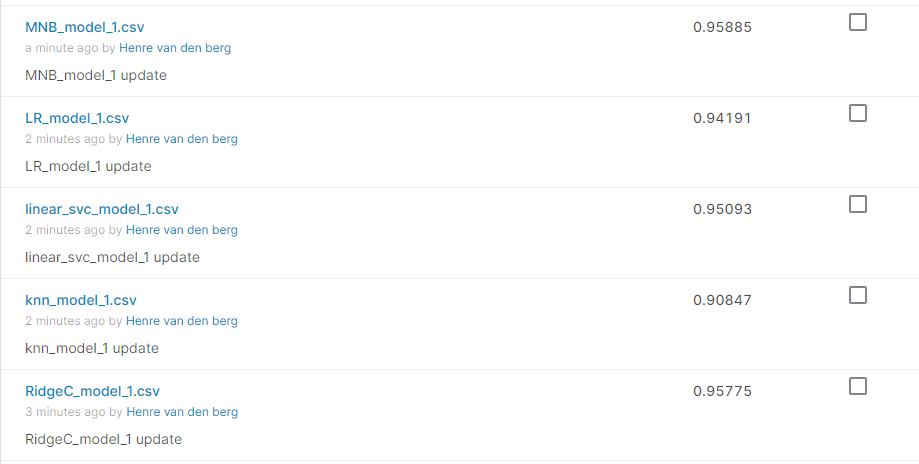 MNB_model_1.csv 0.95885
a minute ago by Henre van den berg
MNB_model_1 update
LR_model_1.csv 0.94191
2 minutes ago by Henre van den berg
LR_model_1 update
linear_svc_model_1.csv 0.95093
2 minutes ago by Henre van den berg
linear_svc_model_1 update
knn_model_1.csv 0.90847
2 minutes ago by Henre van den berg
knn_model_1 update
RidgeC_model_1.csv 0.95775
3 minutes ago by Henre van den berg
RidgeC_model_1 update